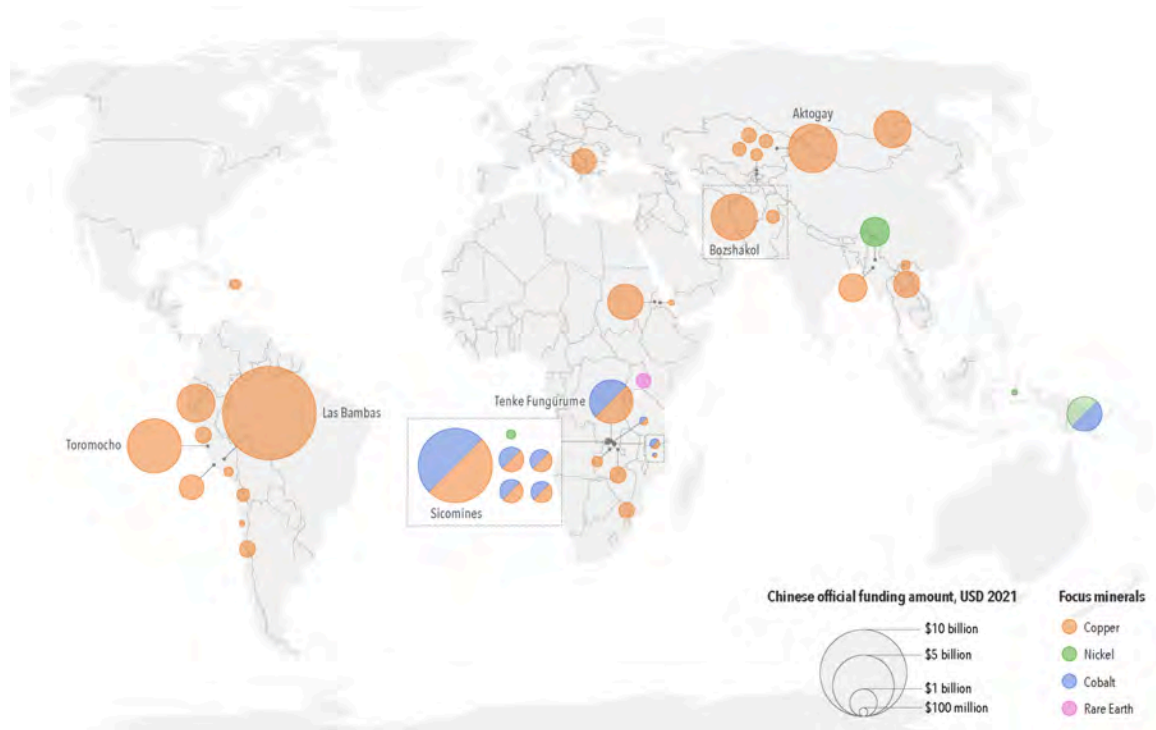 Aktogay
Bozshakol
Tenke Fungurume
Las Bambas
Toromocho
Sicomines
Chinese official funding amount, USD 2021
$10 billion
$5 billion
$1 billion
$100 million
Focus minerals
Copper
Nickel
Cobalt
Rare Earth